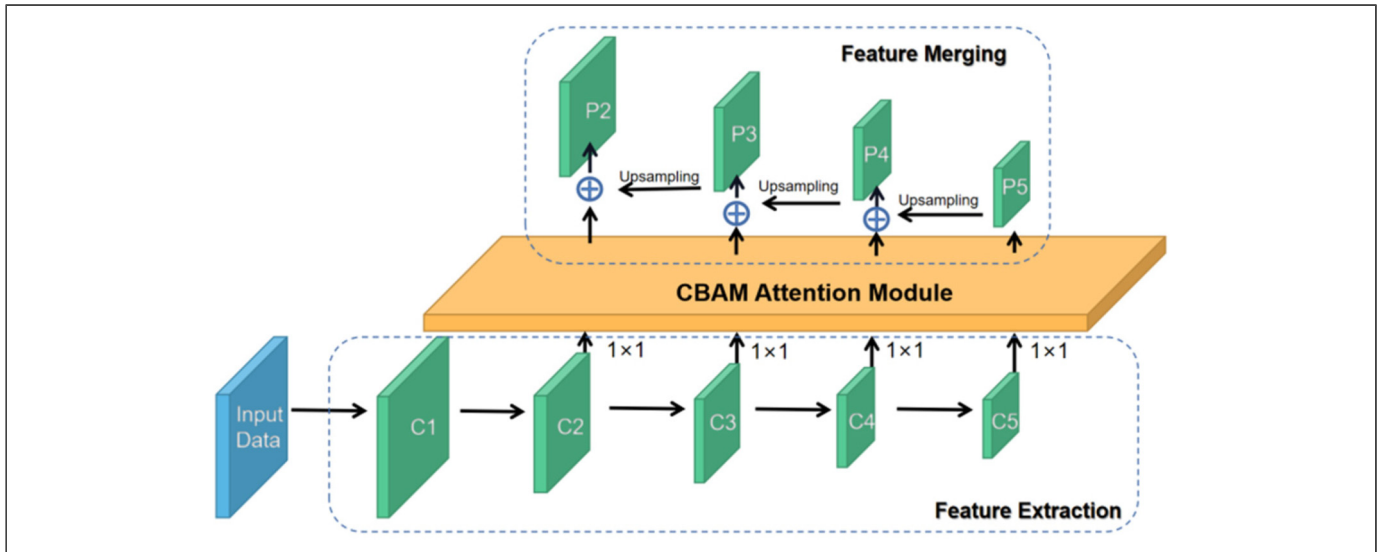 Feature Merging
P2
P3
P4
P5
Upsampling
Upsampling
Upsampling
CBAM Attention Module
1×1
1×1
1×1
1×1
Input
Data
C1
C2
C3
C4
C5
Feature Extraction